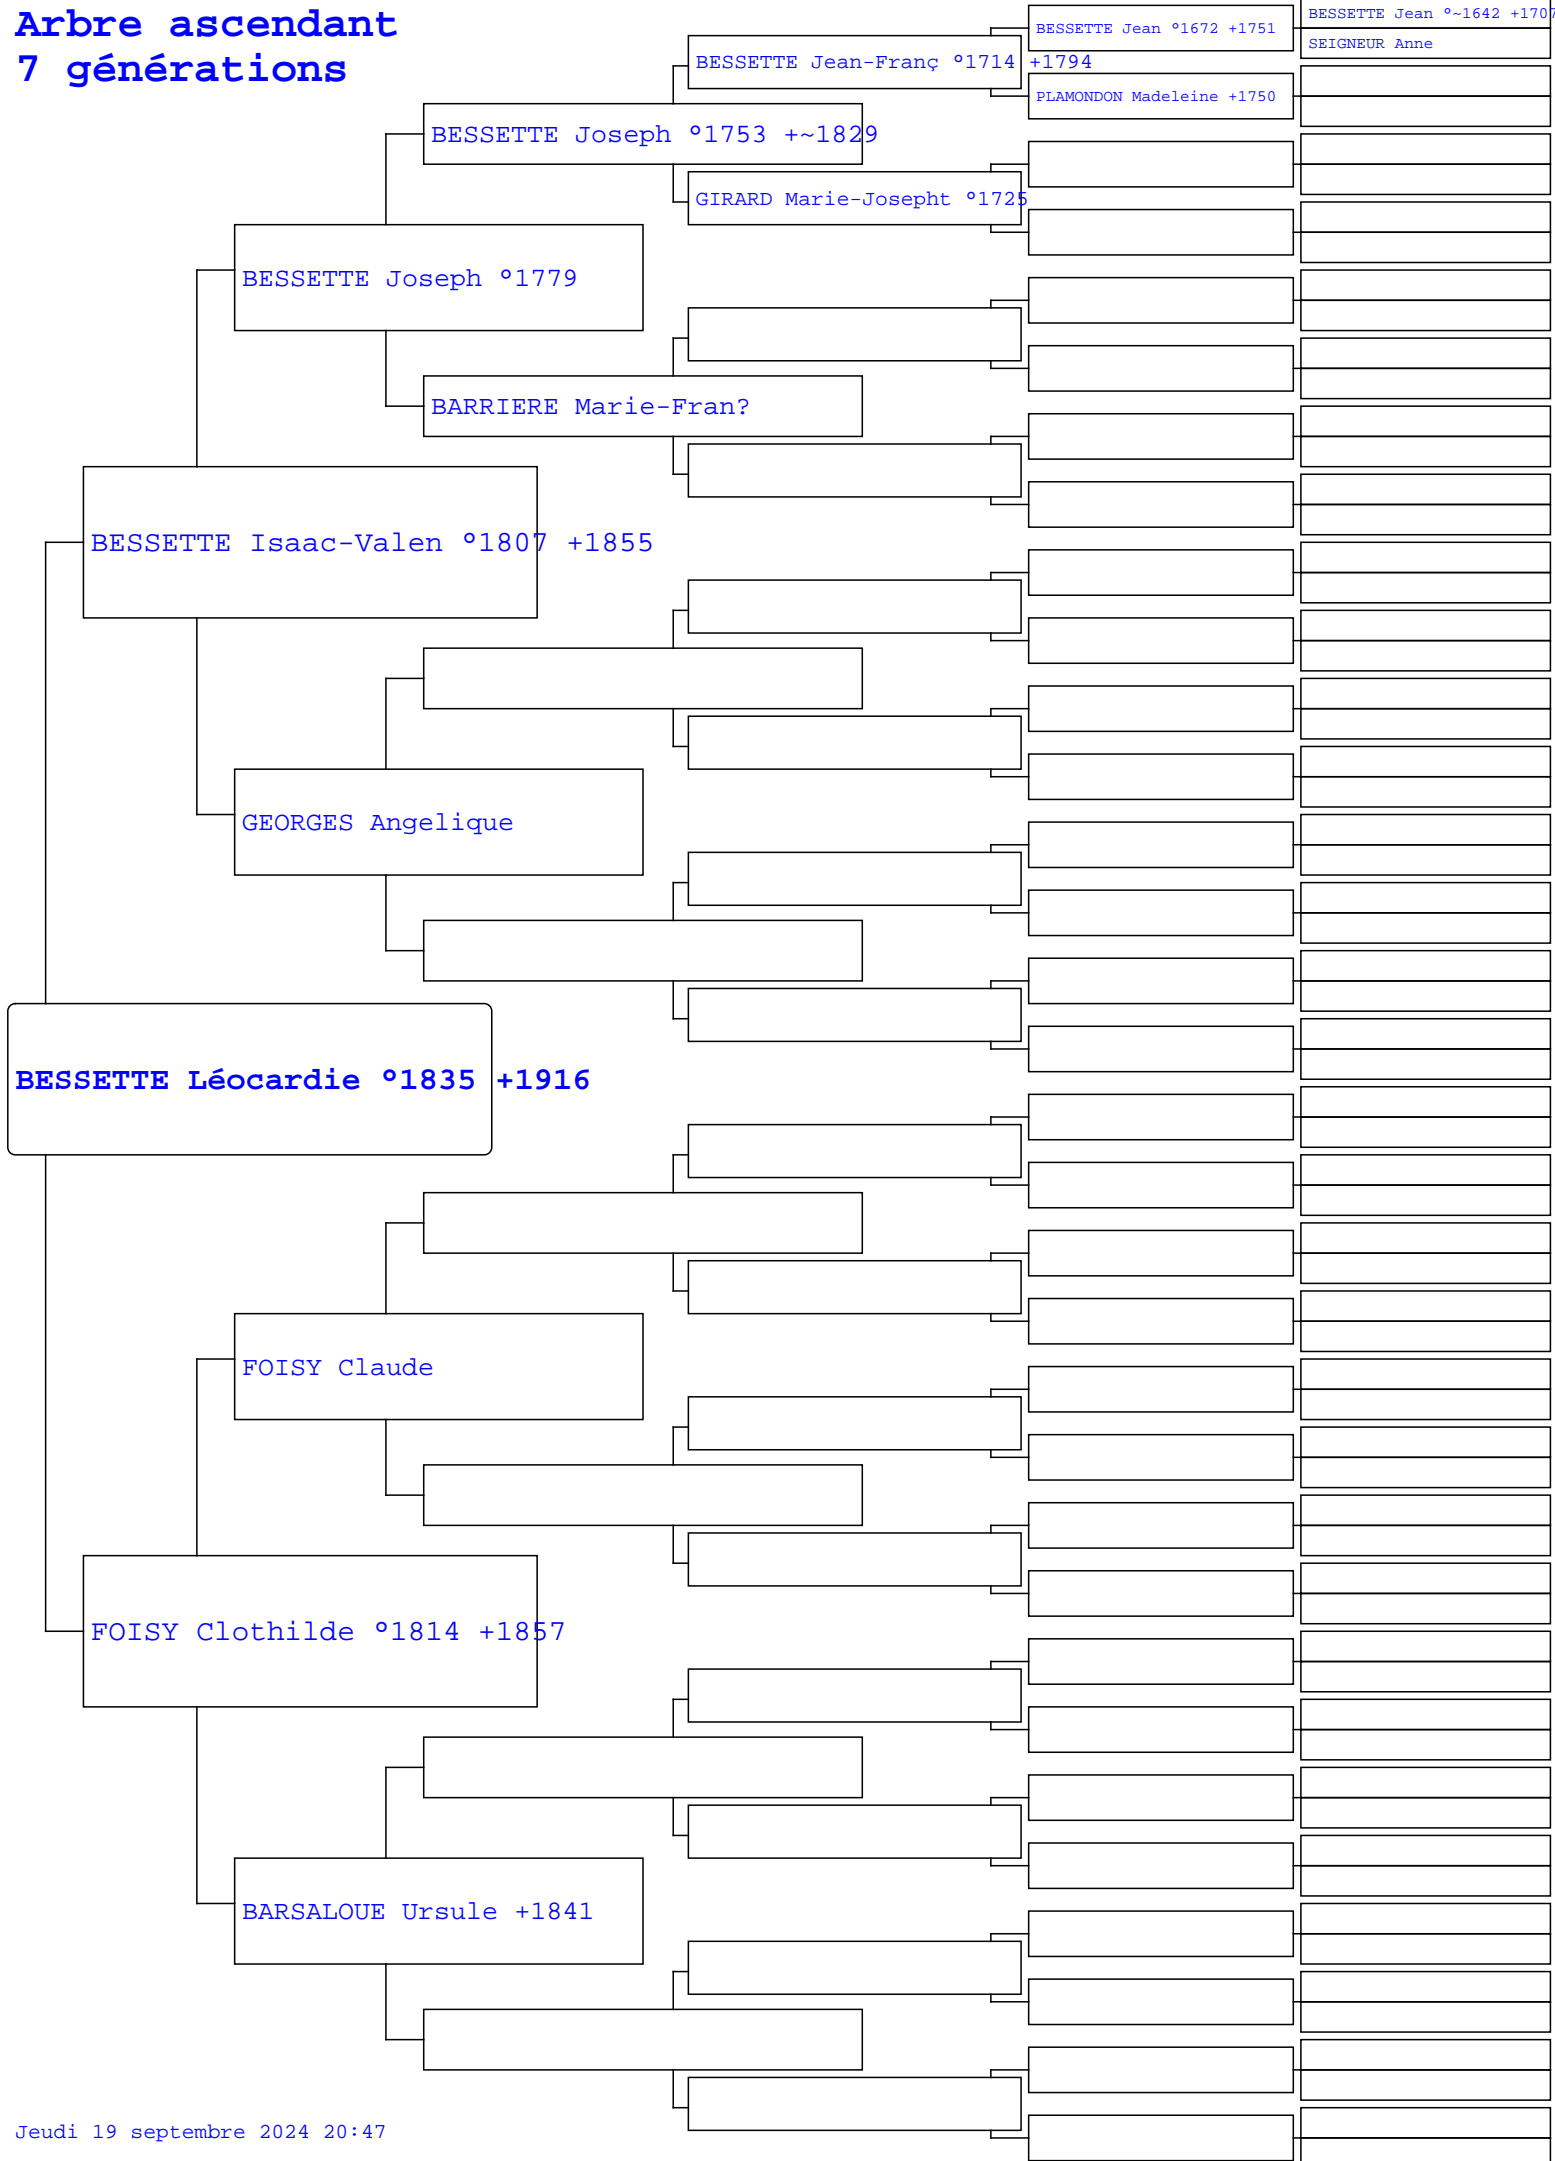 Arbre ascendant
7 générations
BESSETTE Jean °~1642 +1707
BESSETTE Jean °1672 +1751
SEIGNEUR Anne
BESSETTE Jean-Franç °1714 +1794
PLAMONDON Madeleine +1750
BESSETTE Joseph °1753 +~1829
GIRARD Marie-Josepht °1725
BESSETTE Joseph °1779
BARRIERE Marie-Fran?
BESSETTE Isaac-Valen °1807 +1855
GEORGES Angelique
BESSETTE Léocardie °1835 +1916
FOISY Claude
FOISY Clothilde °1814 +1857
BARSALOUE Ursule +1841
Jeudi 19 septembre 2024 20:47